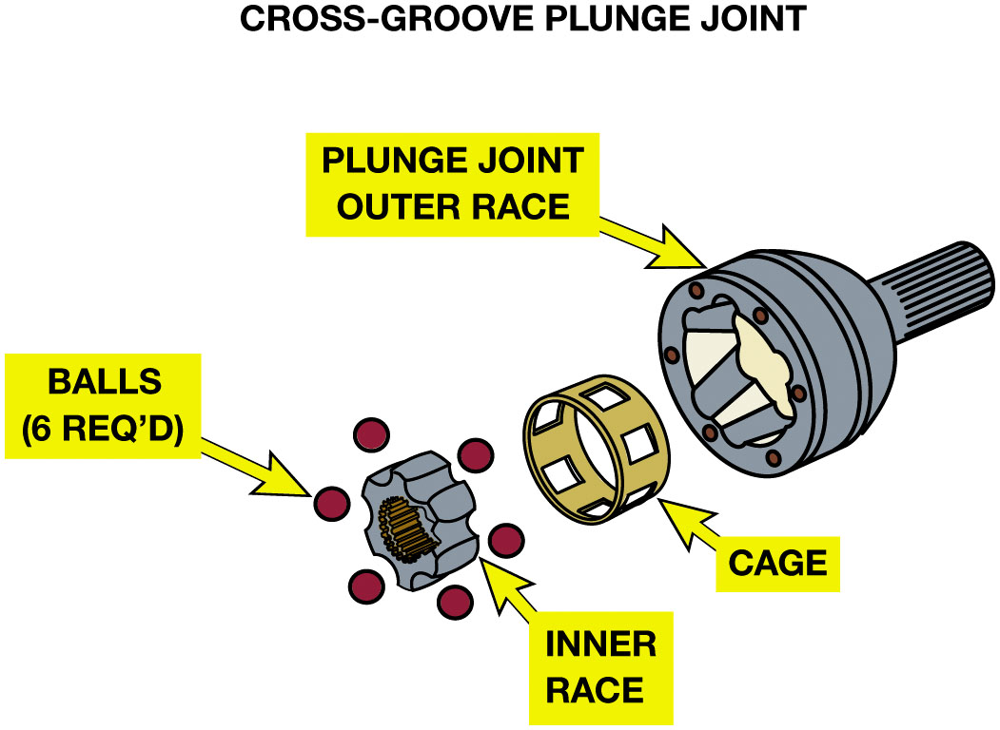 CROSS-GROOVE PLUNGE JOINT
PLUNGE JOINT
OUTER RACE
BALLS
(6 REQ’D)
CAGE
INNER
RACE